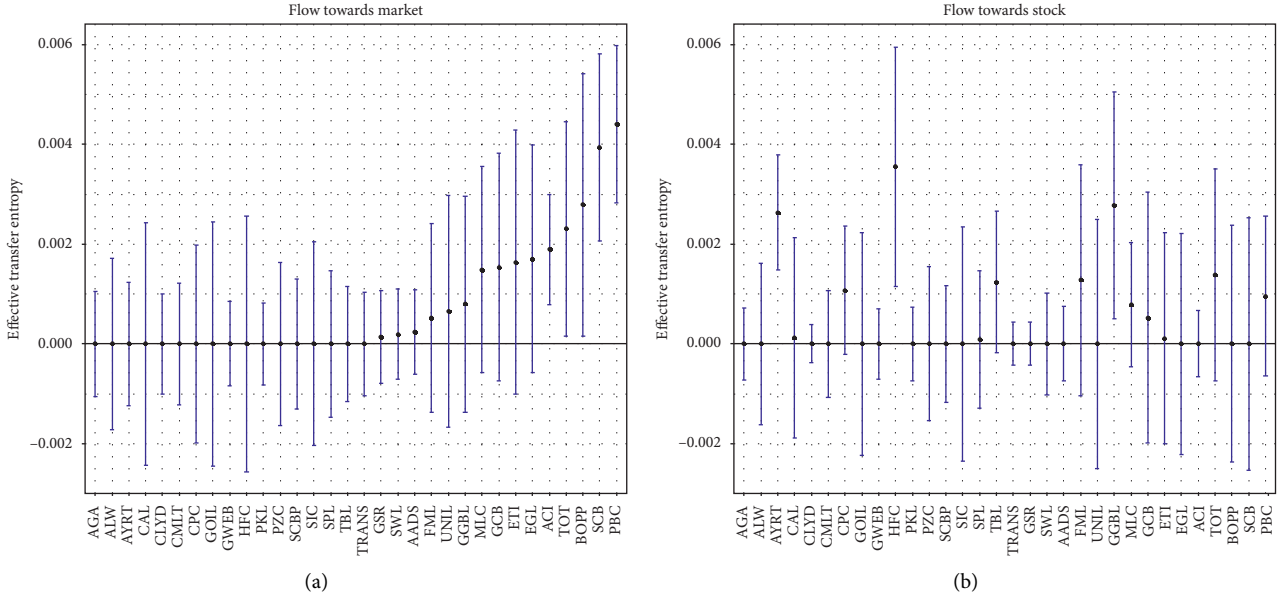 Flow towards market
Effective transfer entropy
0.006
0.004
0.002
0.000
−0.002
AGA
ALW
AYRT
CAL
CLYD
CMLT
CPC
GOIL
GWEB
HFC
PKL
PZC
SCBP
SIC
SPL
TBL
TRANS
GSR
SWL
AADS
FML
UNIL
GGBL
MLC
GCB
ETI
EGL
ACI
TOT
BOPP
SCB
PBC
(a)
Flow towards stock
Effective transfer entropy
0.006
0.004
0.002
0.000
−0.002
AGA
ALW
AYRT
CAL
CLYD
CMLT
CPC
GOIL
GWEB
HFC
PKL
PZC
SCBP
SIC
SPL
TBL
TRANS
GSR
SWL
AADS
FML
UNIL
GGBL
MLC
GCB
ETI
EGL
ACI
TOT
BOPP
SCB
PBC
(b)